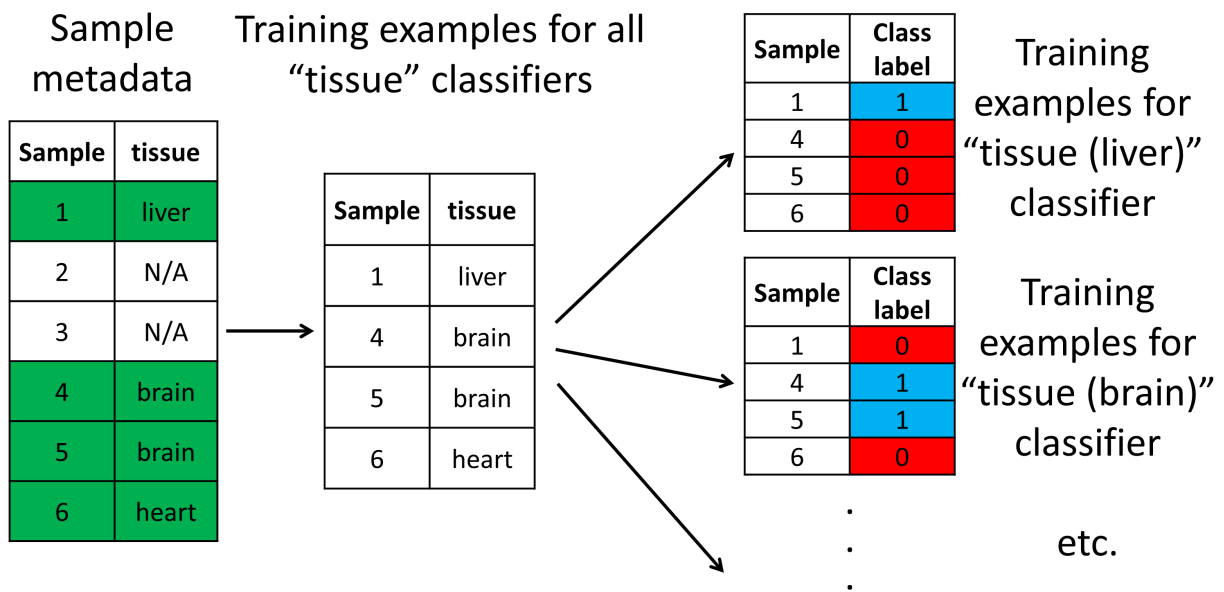 Sample
metadata
Sample tissue
1 liver
2 N/A
3 N/A
4 brain
5 brain
6 heart
Training examples for all
“tissue” classifiers
Sample tissue
1 liver
4 brain
5 brain
6 heart
Sample Class
label
1 1
4 0
5 0
6 0
Training
examples for
“tissue (liver)”
classifier
Sample Class
label
1 0
4 1
5 1
6 0
Training
examples for
“tissue (brain)”
classifier
.
.
.
etc.